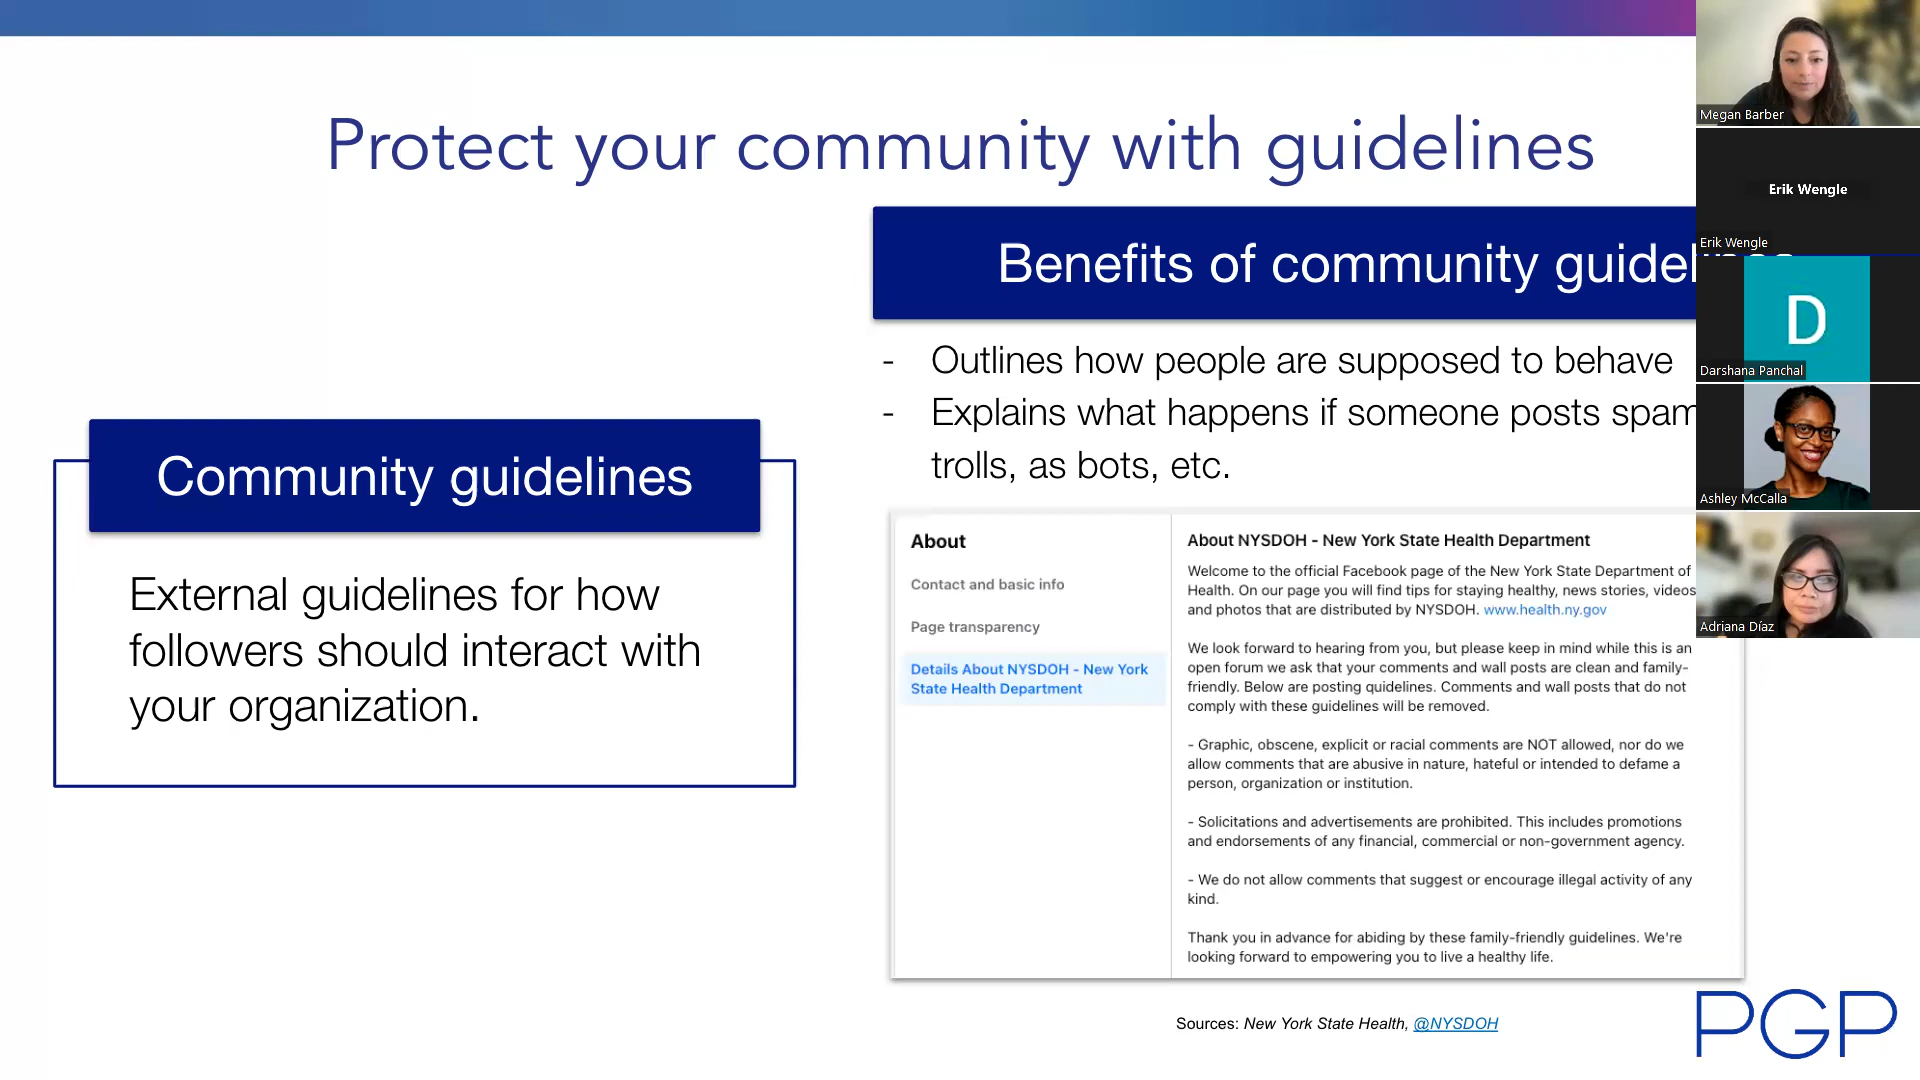 Protect your community with guidelines
Community guidelines
External guidelines for how
followers should interact with
your organization.
Benefits of community guidel
- Outlines how people are supposed to behave
- Explains what happens if someone posts spam
trolls, as bots, etc.
About
Contact and basic info
Page transparency
Details About NYSDOH - New York
State Health Department
About NYSDOH - New York State Health Department
Welcome to the official Facebook page of the New York State Department of
Health. On our page you will find tips for staying healthy, news stories, videos
and photos that are distributed by NYSDOH. www.health.ny.gov
We look forward to hearing from you, but please keep in mind while this is an
open forum we ask that your comments and wall posts are clean and family-
friendly. Below are posting guidelines. Comments and wall posts that do not
comply with these guidelines will be removed.
- Graphic, obscene, explicit or racial comments are NOT allowed, nor do we
allow comments that are abusive in nature, hateful or intended to defame a
person, organization or institution.
- Solicitations and advertisements are prohibited. This includes promotions
and endorsements of any financial, commercial or non-government agency.
- We do not allow comments that suggest or encourage illegal activity of any
kind.
Thank you in advance for abiding by these family-friendly guidelines. We're
looking forward to empowering you to live a healthy life.
Sources: New York State Health, @NYSDOH
PGP
Megan Barber
Erik Wengle
Erik Wengle
D
Darshana Panchal
Ashley McCalla
Adriana Díaz